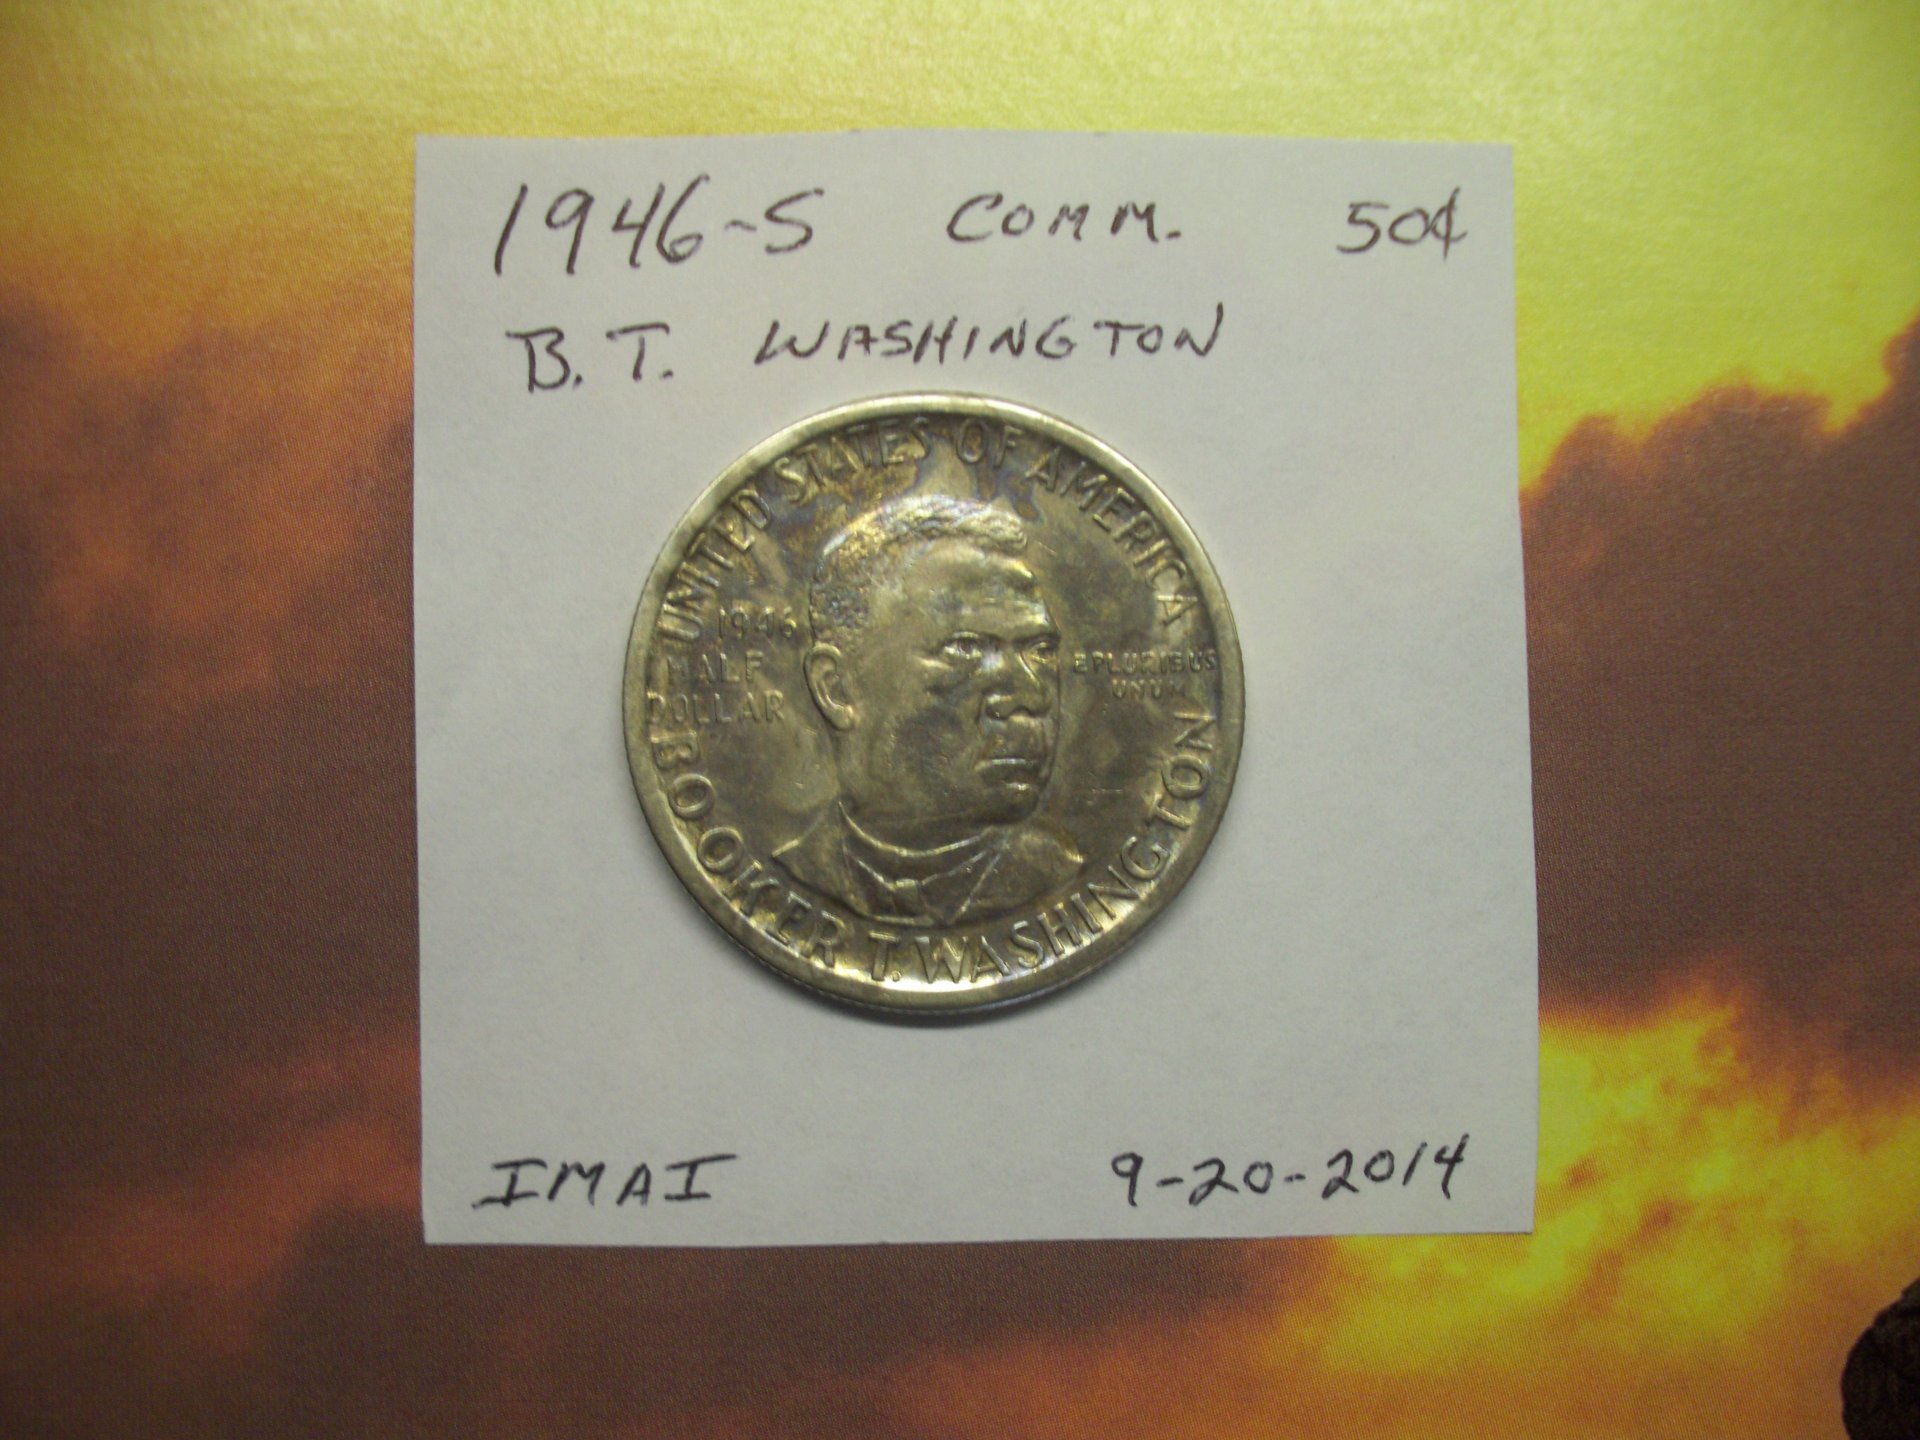 1946-S COMM. 50¢
B.T. WASHINGTON
UNITED STATES OF AMERICA
1946
HALF
DOLLAR
E PLURIBUS
UNUM
BOOKER T. WASHINGTON
IMAI 9-20-2014